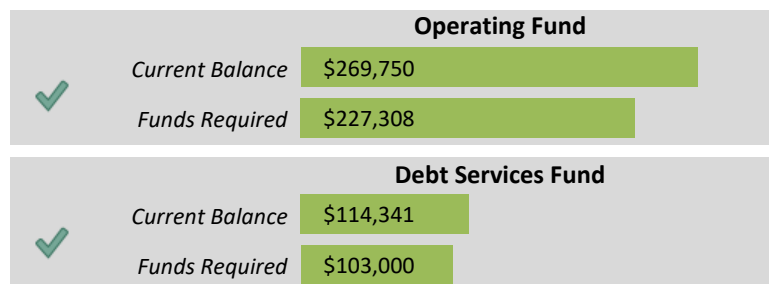 Operating Fund
Current Balance $269,750
Funds Required $227,308
Debt Services Fund
Current Balance $114,341
Funds Required $103,000